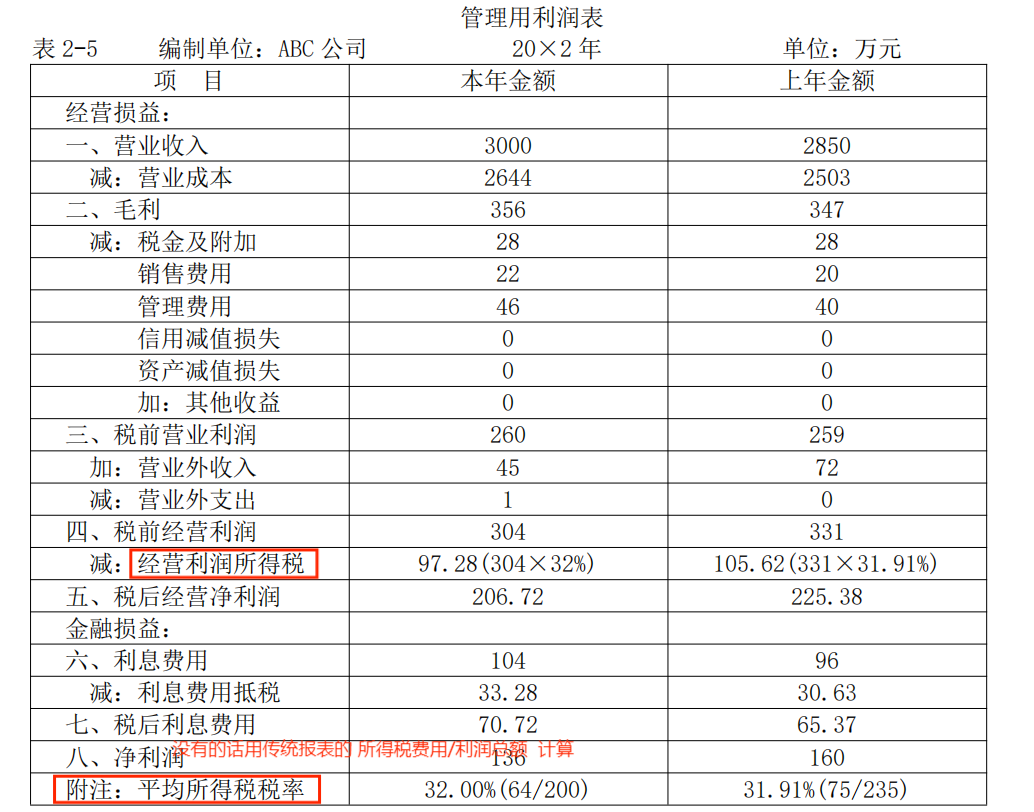 管理用利润表
表 2-5 编制单位：ABC 公司 20×2 年 单位：万元
项 目 本年金额 上年金额
经营损益：
一、营业收入 3000 2850
减：营业成本 2644 2503
二、毛利 356 347
减：税金及附加 28 28
销售费用 22 20
管理费用 46 40
信用减值损失 0 0
资产减值损失 0 0
加：其他收益 0 0
三、税前营业利润 260 259
加：营业外收入 45 72
减：营业外支出 1 0
四、税前经营利润 304 331
减：经营利润所得税 97.28(304×32%) 105.62(331×31.91%)
五、税后经营净利润 206.72 225.38
金融损益：
六、利息费用 104 96
减：利息费用抵税 33.28 30.63
七、税后利息费用 70.72 65.37
没有的话用传统报表的 所得税费用/利润总额 计算
八、净利润 136 160
附注：平均所得税税率 32.00%(64/200) 31.91%(75/235)